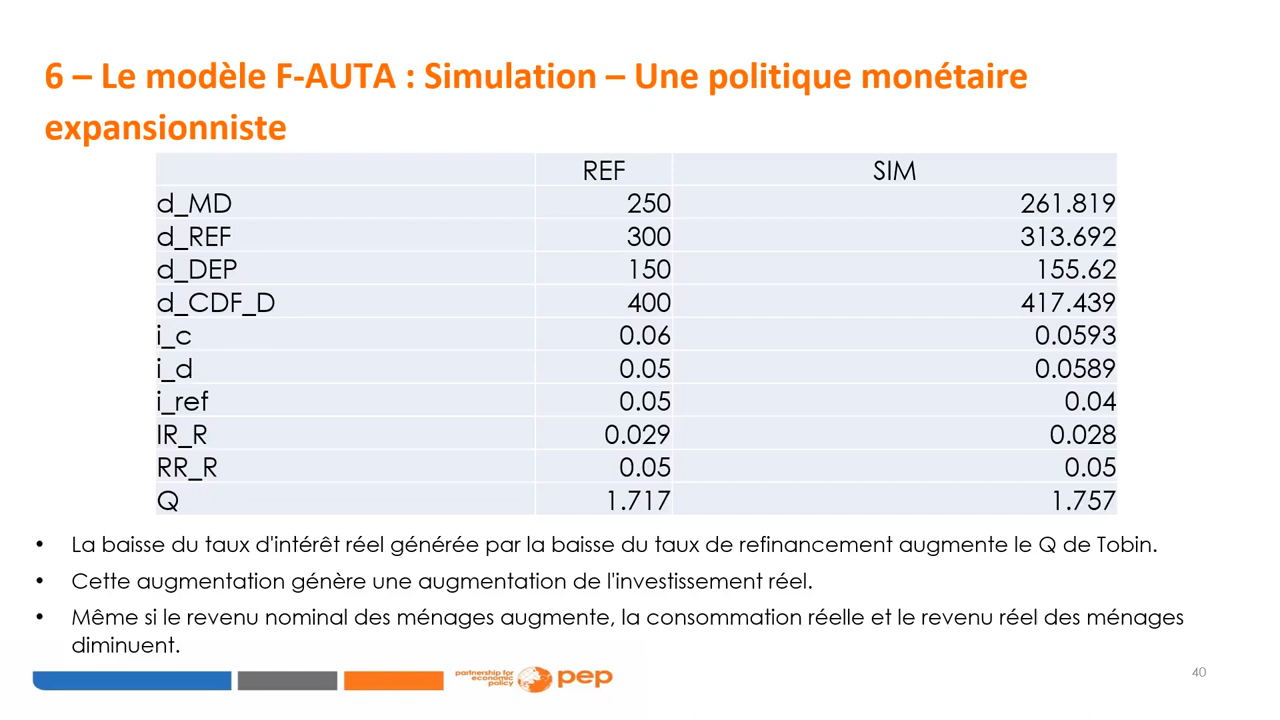 6 – Le modèle F-AUTA : Simulation – Une politique monétaire
expansionniste
REF SIM
d_MD 250 261.819
d_REF 300 313.692
d_DEP 150 155.62
d_CDF_D 400 417.439
i_c 0.06 0.0593
i_d 0.05 0.0589
i_ref 0.05 0.04
IR_R 0.029 0.028
RR_R 0.05 0.05
Q 1.717 1.757
• La baisse du taux d'intérêt réel générée par la baisse du taux de refinancement augmente le Q de Tobin.
• Cette augmentation génère une augmentation de l'investissement réel.
• Même si le revenu nominal des ménages augmente, la consommation réelle et le revenu réel des ménages
diminuent.
partnership for
economic
policy
pep
40